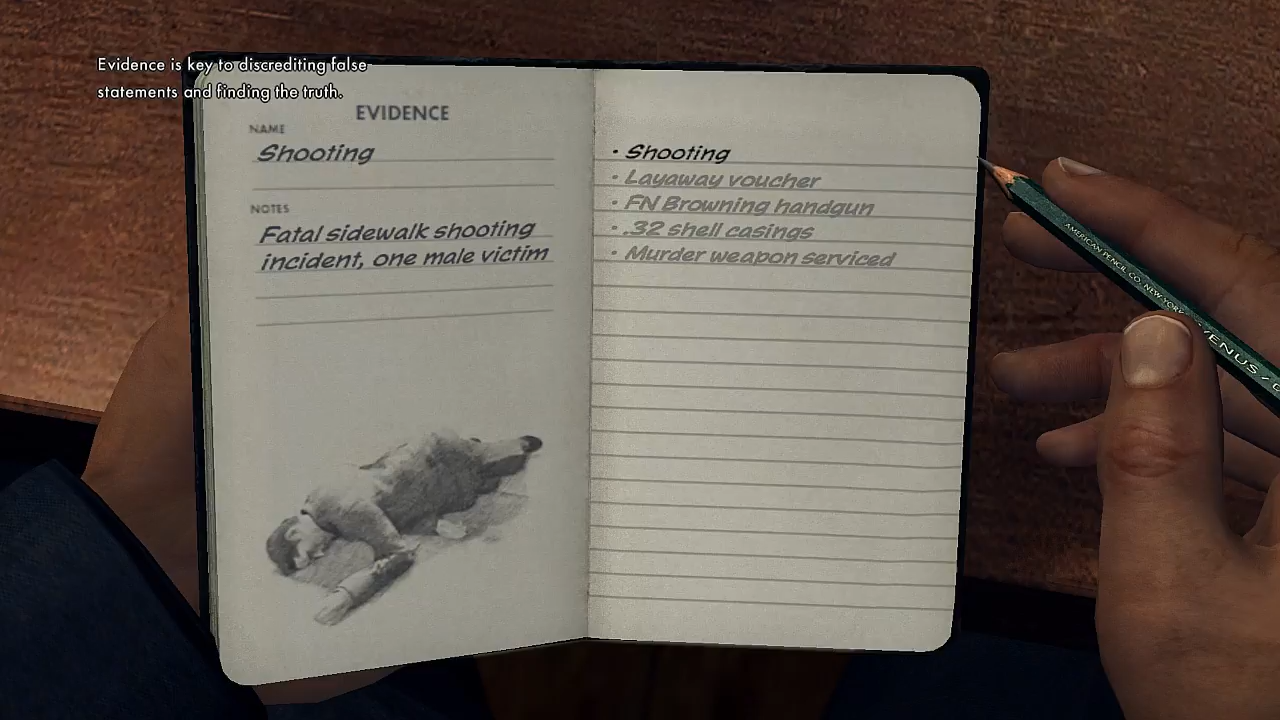 Evidence is key to discrediting false
statements and finding the truth.
EVIDENCE
NAME
Shooting
NOTES
Fatal sidewalk shooting
incident, one male victim
• Shooting
• Layaway voucher
• FN Browning handgun
• .32 shell casings
• Murder weapon serviced
AMERICAN PENCIL CO. NEW YORK
VENUS